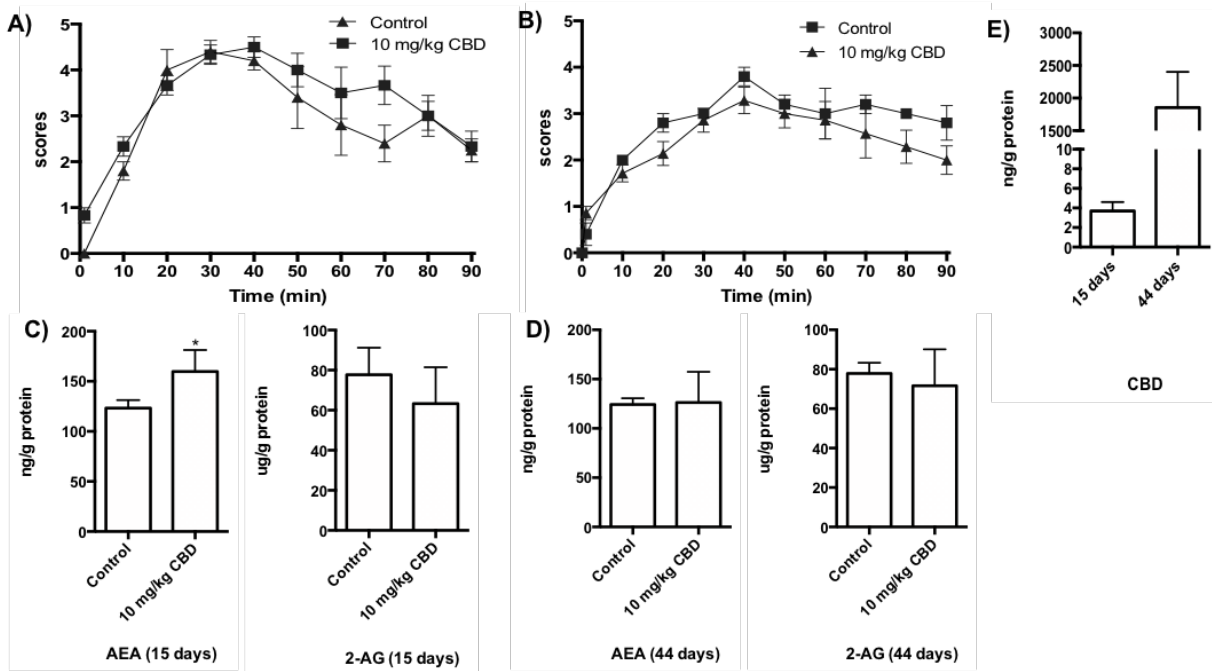 A)
Control
10 mg/kg CBD
scores
5
4
3
2
1
0
0 10 20 30 40 50 60 70 80 90
Time (min)
B)
Control
10 mg/kg CBD
scores
5
4
3
2
1
0
0 10 20 30 40 50 60 70 80 90
Time (min)
E)
ng/g protein
3000
2500
2000
1500
10
8
6
4
2
0
15 days
44 days
CBD
C)
ng/g protein
200
150
100
50
0
*
Control
10 mg/kg CBD
AEA (15 days)
ug/g protein
100
80
60
40
20
0
Control
10 mg/kg CBD
2-AG (15 days)
D)
ng/g protein
200
150
100
50
0
Control
10 mg/kg CBD
AEA (44 days)
ug/g protein
100
80
60
40
20
0
Control
10 mg/kg CBD
2-AG (44 days)